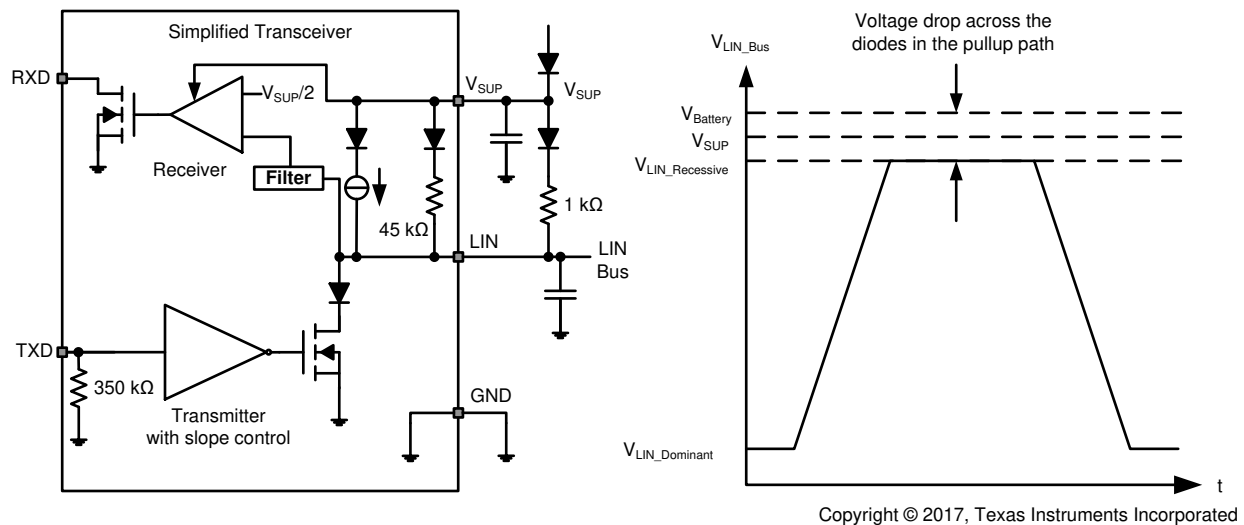 Simplified Transceiver
RXD
V_SUP/2
Receiver
Filter
45 kΩ
V_SUP
V_SUP
1 kΩ
LIN
LIN
Bus
TXD
350 kΩ
Transmitter
with slope control
GND
Voltage drop across the
diodes in the pullup path
V_LIN_Bus
V_Battery
V_SUP
V_LIN_Recessive
V_LIN_Dominant
t
Copyright © 2017, Texas Instruments Incorporated